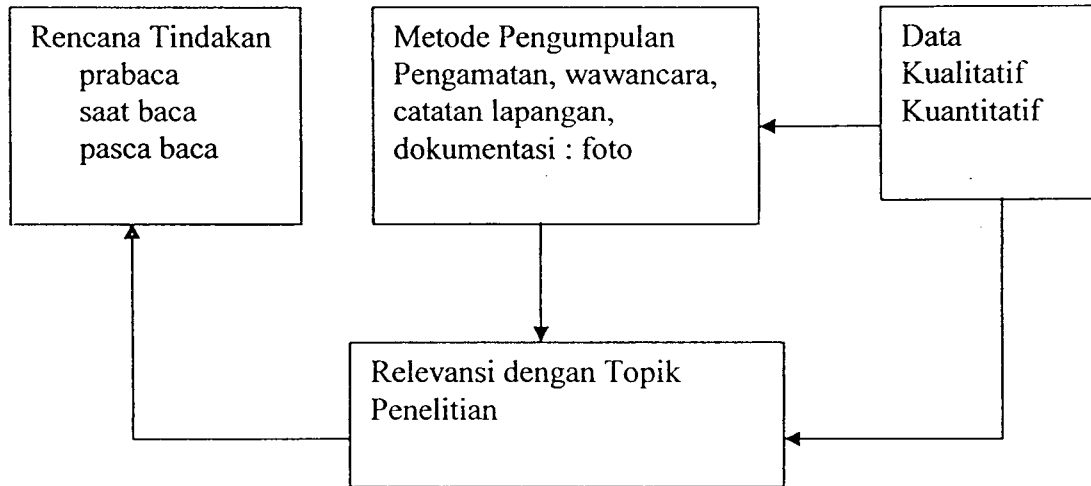 Rencana Tindakan
prabaca
saat baca
pasca baca
Metode Pengumpulan
Pengamatan, wawancara,
catatan lapangan,
dokumentasi : foto
Data
Kualitatif
Kuantitatif
Relevansi dengan Topik
Penelitian